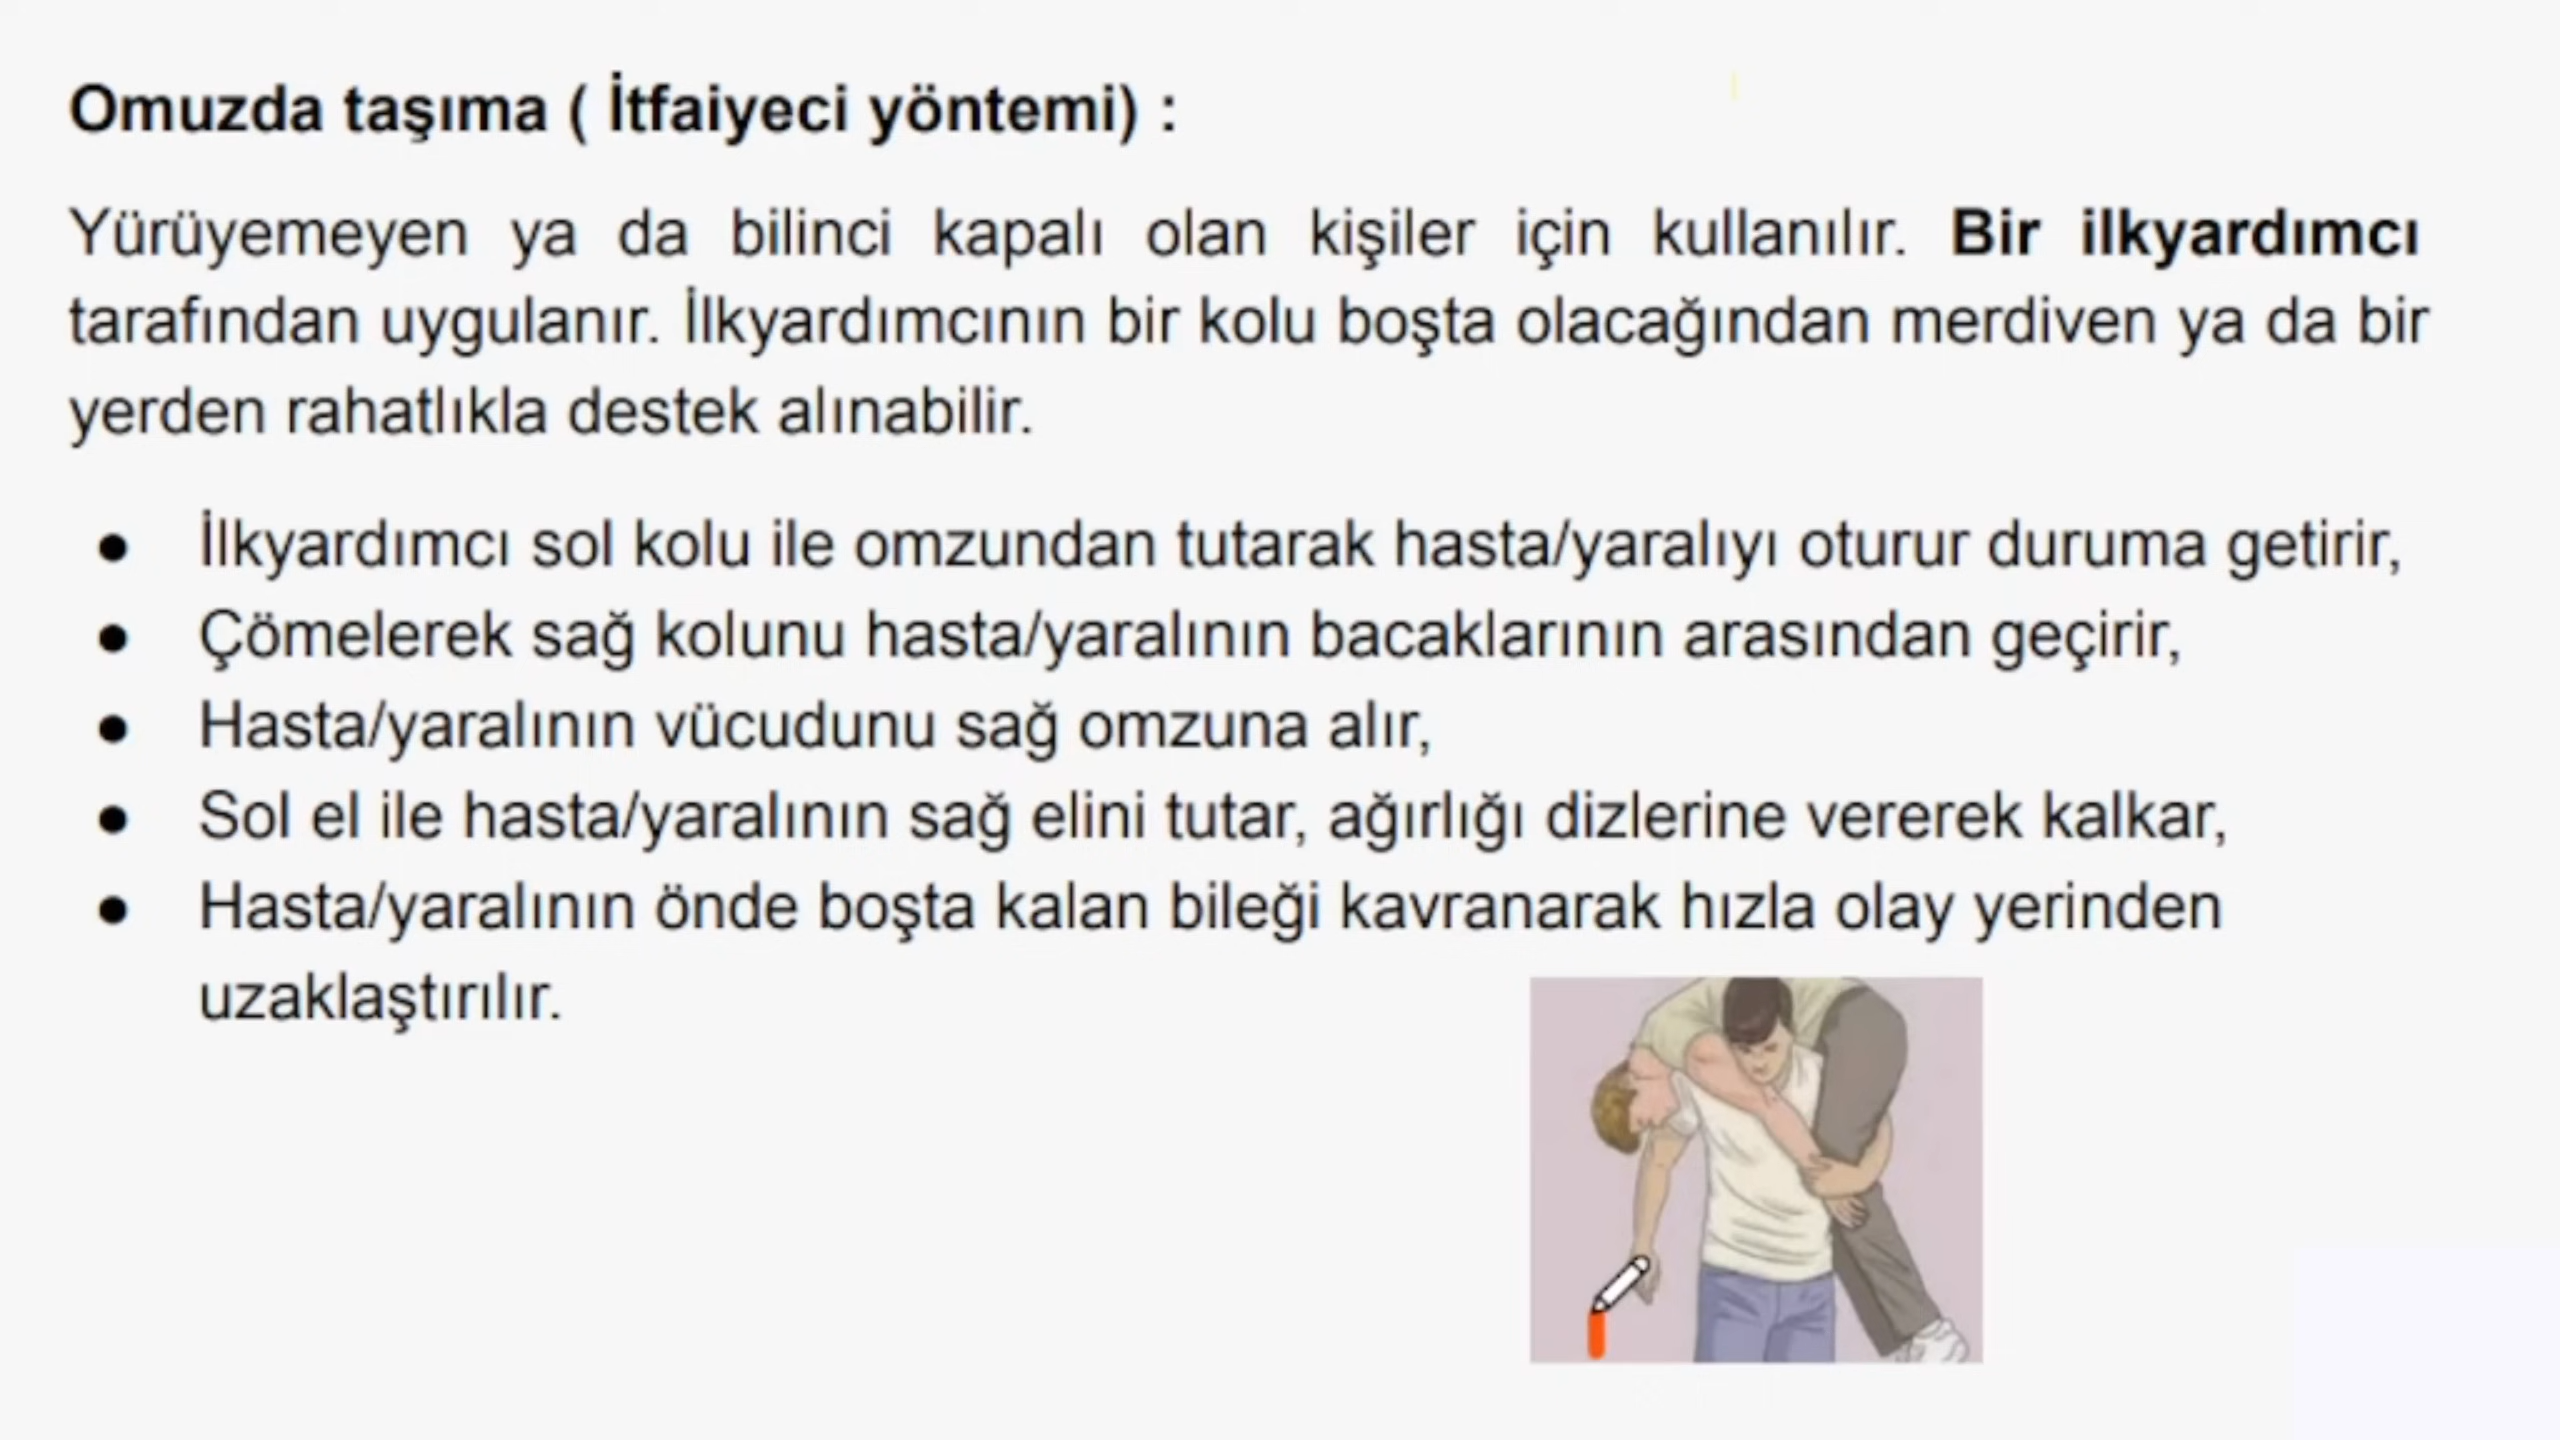 Omuzda taşıma ( İtfaiyeci yöntemi) :
Yürüyemeyen ya da bilinci kapalı olan kişiler için kullanılır. Bir ilkyardımcı
tarafından uygulanır. İlkyardımcının bir kolu boşta olacağından merdiven ya da bir
yerden rahatlıkla destek alınabilir.
● İlkyardımcı sol kolu ile omzundan tutarak hasta/yaralıyı oturur duruma getirir,
● Çömelerek sağ kolunu hasta/yaralının bacaklarının arasından geçirir,
● Hasta/yaralının vücudunu sağ omzuna alır,
● Sol el ile hasta/yaralının sağ elini tutar, ağırlığı dizlerine vererek kalkar,
● Hasta/yaralının önde boşta kalan bileği kavranarak hızla olay yerinden
uzaklaştırılır.